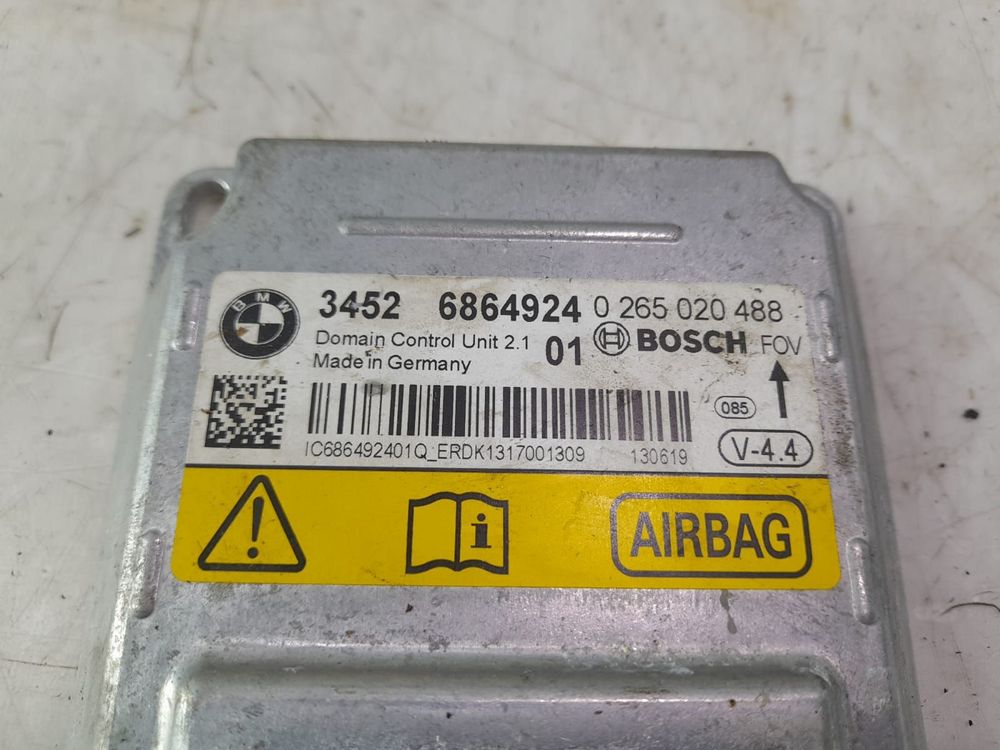 BMW
3452 6864924 0 265 020 488
Domain Control Unit 2.1 01 BOSCH FOV
Made in Germany
085
IC686492401Q_ERDK1317001309 130619
V-4.4
i
AIRBAG